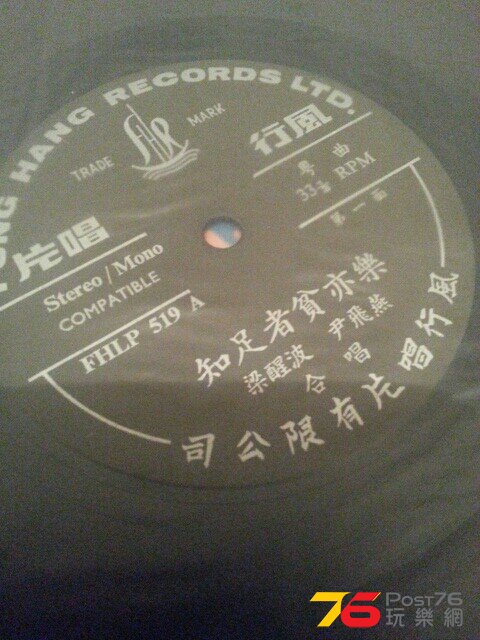 UNG HANG RECORDS LTD.
TRADE MARK
風行
唱片
粵曲
33⅓ RPM
第一面
Stereo/Mono
COMPATIBLE
FHLP 519 A
知足者貧亦樂
梁醒波 尹飛燕
合唱
風行唱片有限公司
76 Post76
玩樂網